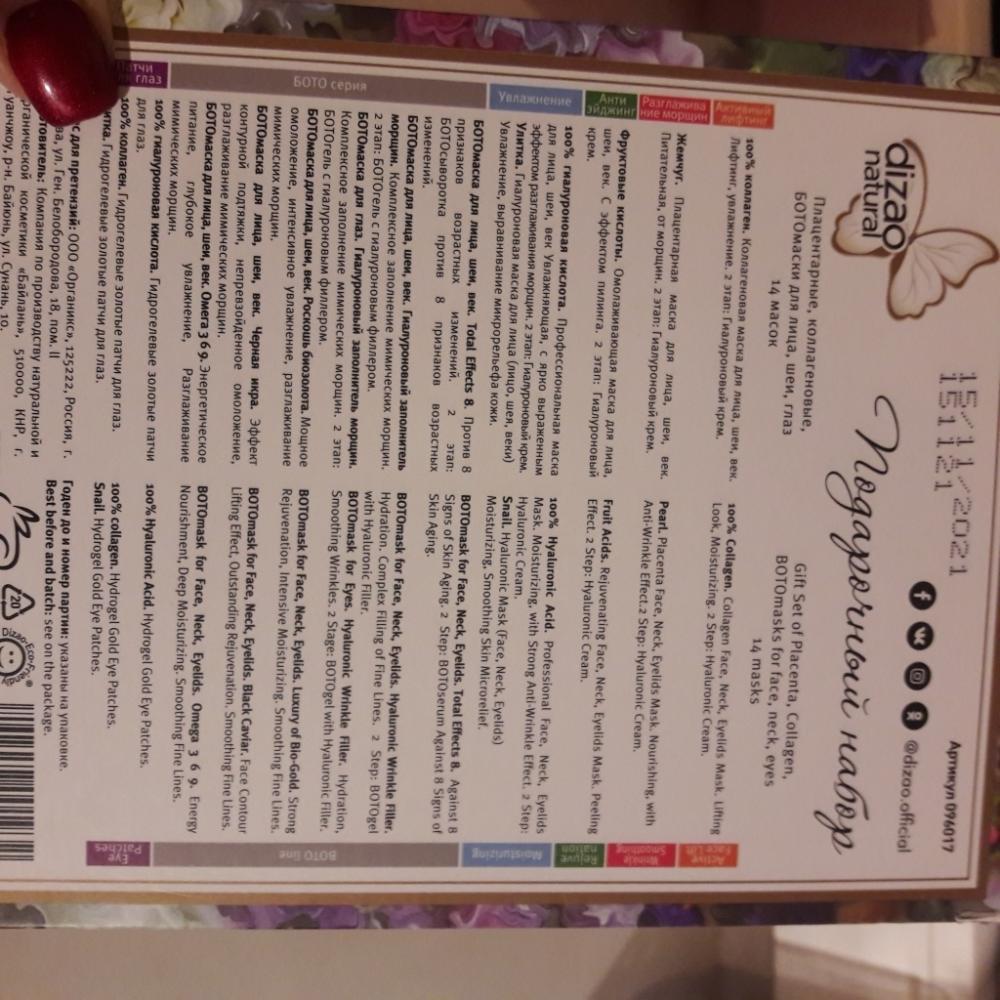 Артикул 096017
@dizao.official
dizao
natural
Подарочный набор
15/11/2021
151121
Плацентарные, коллагеновые,
БОТОмаски для лица, шеи, глаз
14 масок
Gift Set of Placenta, Collagen,
BOTOmasks for face, neck, eyes
14 masks
Активный
лифтинг
100% коллаген. Коллагеновая маска для лица, шеи, век.
Лифтинг, увлажнение. 2 этап: Гиалуроновый крем.
Разглажива
ние морщин
Жемчуг. Плацентарная маска для лица, шеи, век.
Питательная, от морщин. 2 этап: Гиалуроновый крем.
Анти
эйджинг
Фруктовые кислоты. Омолаживающая маска для лица,
шеи, век. С эффектом пилинга. 2 этап: Гиалуроновый
крем.
Увлажнение
100% гиалуроновая кислота. Профессиональная маска
для лица, шеи, век Увлажняющая, с ярко выраженным
эффектом разглаживания морщин. 2 этап: Гиалуроновый крем.
Улитка. Гиалуроновая маска для лица (лицо, шея, веки)
Увлажнение, выравнивание микрорельефа кожи.
БОТО серия
БОТОмаска для лица, шеи, век. Total Effects 8. Против 8
признаков возрастных изменений. 2 этап:
БОТОсыворотка против 8 признаков возрастных
изменений.
БОТОмаска для лица, шеи, век. Гиалуроновый заполнитель
морщин. Комплексное заполнение мимических морщин.
2 этап: БОТОгель с гиалуроновым филлером.
БОТОмаска для глаз. Гиалуроновый заполнитель морщин.
Комплексное заполнение мимических морщин. 2 этап:
БОТОгель с гиалуроновым филлером.
БОТОмаска для лица, шеи, век. Роскошь биозолота. Мощное
омоложение, интенсивное увлажнение, разглаживание
мимических морщин.
БОТОмаска для лица, шеи, век. Черная икра. Эффект
контурной подтяжки, непревзойденное омоложение,
разглаживание мимических морщин.
БОТОмаска для лица, шеи, век. Омега 3 6 9. Энергетическое
питание, глубокое увлажнение, Разглаживание
мимических морщин.
Патчи
для глаз
100% гиалуроновая кислота. Гидрогелевые золотые патчи
для глаз.
100% коллаген. Гидрогелевые золотые патчи для глаз.
итка. Гидрогелевые золотые патчи для глаз.
с для претензий: ООО «Органик», 125222, Россия, г.
ва, ул. Ген. Белобородова, 18, пом. II
товитель: Компания по производству натуральной и
рганической косметики «Байлань», 510000, КНР, г.
уанчжоу, р-н. Байюнь, ул. Сунань, 10.
Active
Face Lift
100% Collagen. Collagen Face, Neck, Eyelids Mask. Lifting
Look, Moisturizing. 2 Step: Hyaluronic Cream.
Wrinkle
Smoothing
Pearl. Placenta Face, Neck, Eyelids Mask. Nourishing, with
Anti-Wrinkle Effect.2 Step: Hyaluronic Cream.
Rejuve
nation
Fruit Acids. Rejuvenating Face, Neck, Eyelids Mask. Peeling
Effect. 2 Step: Hyaluronic Cream.
Moisturizing
100% Hyaluronic Acid. Professional Face, Neck, Eyelids
Mask. Moisturizing, with Strong Anti-Wrinkle Effect. 2 Step:
Hyaluronic Cream.
Snail. Hyaluronic Mask (Face, Neck, Eyelids)
Moisturizing, Smoothing Skin Microrelief.
BOTO line
BOTOmask for Face, Neck, Eyelids. Total Effects 8. Against 8
Signs of Skin Aging. 2 Step: BOTOserum Against 8 Signs of
Skin Aging.
BOTOmask for Face, Neck, Eyelids. Hyaluronic Wrinkle Filler.
Hydration. Complex Filling of Fine Lines. 2 Step: BOTOgel
with Hyaluronic Filler.
BOTOmask for Eyes. Hyaluronic Wrinkle Filler. Hydration,
Smoothing Wrinkles. 2 Stage: BOTOgel with Hyaluronic Filler.
BOTOmask for Face, Neck, Eyelids. Luxury of Bio-Gold. Strong
Rejuvenation, Intensive Moisturizing. Smoothing Fine Lines.
BOTOmask for Face, Neck, Eyelids. Black Caviar. Face Contour
Lifting Effect, Outstanding Rejuvenation. Smoothing Fine Lines.
BOTOmask for Face, Neck, Eyelids. Omega 3 6 9. Energy
Nourishment, Deep Moisturizing. Smoothing Fine Lines.
Eye
Patches
100% Hyaluronic Acid. Hydrogel Gold Eye Patches.
100% collagen. Hydrogel Gold Eye Patches.
Snail. Hydrogel Gold Eye Patches.
Годен до и номер партии: указаны на упаковке.
Best before and batch: see on the package.